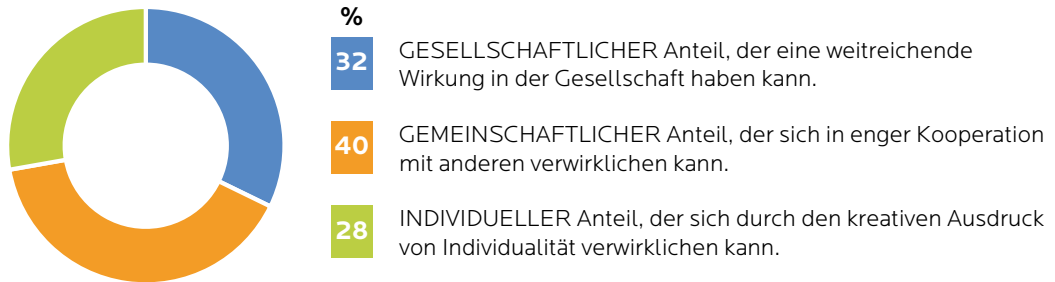 %
32 GESELLSCHAFTLICHER Anteil, der eine weitreichende
Wirkung in der Gesellschaft haben kann.
40 GEMEINSCHAFTLICHER Anteil, der sich in enger Kooperation
mit anderen verwirklichen kann.
28 INDIVIDUELLER Anteil, der sich durch den kreativen Ausdruck
von Individualität verwirklichen kann.